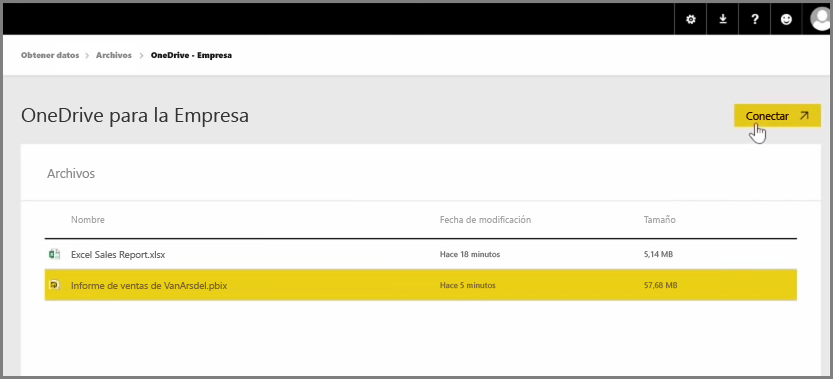 Obtener datos > Archivos > OneDrive - Empresa
OneDrive para la Empresa
Conectar
Archivos
Nombre Fecha de modificación Tamaño
Excel Sales Report.xlsx Hace 18 minutos 5,14 MB
Informe de ventas de VanArsdel.pbix Hace 5 minutos 57,68 MB